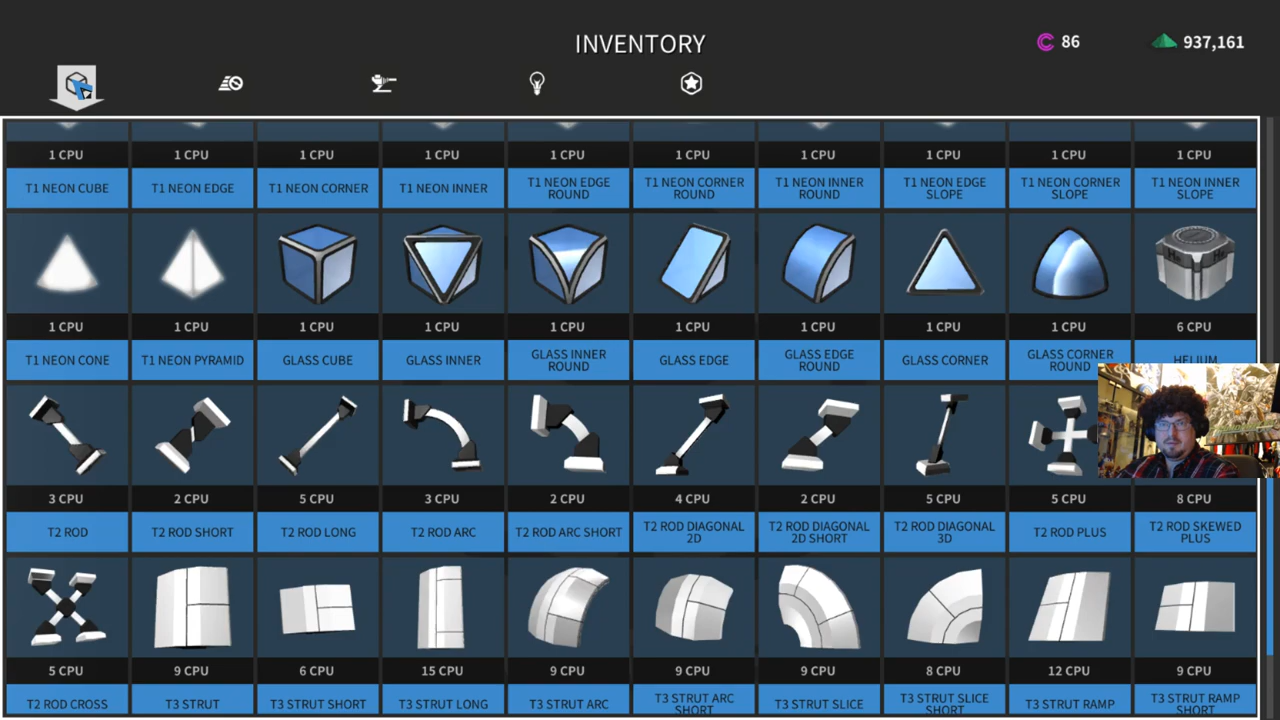 INVENTORY
86
937,161
1 CPU
1 CPU
1 CPU
1 CPU
1 CPU
1 CPU
1 CPU
1 CPU
1 CPU
1 CPU
T1 NEON CUBE
T1 NEON EDGE
T1 NEON CORNER
T1 NEON INNER
T1 NEON EDGE
ROUND
T1 NEON CORNER
ROUND
T1 NEON INNER
ROUND
T1 NEON EDGE
SLOPE
T1 NEON CORNER
SLOPE
T1 NEON INNER
SLOPE
1 CPU
1 CPU
1 CPU
1 CPU
1 CPU
1 CPU
1 CPU
1 CPU
1 CPU
6 CPU
T1 NEON CONE
T1 NEON PYRAMID
GLASS CUBE
GLASS INNER
GLASS INNER
ROUND
GLASS EDGE
GLASS EDGE
ROUND
GLASS CORNER
GLASS CORNER
ROUND
HELIUM
3 CPU
2 CPU
5 CPU
3 CPU
2 CPU
4 CPU
2 CPU
5 CPU
5 CPU
8 CPU
T2 ROD
T2 ROD SHORT
T2 ROD LONG
T2 ROD ARC
T2 ROD ARC SHORT
T2 ROD DIAGONAL
2D
T2 ROD DIAGONAL
2D SHORT
T2 ROD DIAGONAL
3D
T2 ROD PLUS
T2 ROD SKEWED
PLUS
5 CPU
9 CPU
6 CPU
15 CPU
9 CPU
9 CPU
9 CPU
8 CPU
12 CPU
9 CPU
T2 ROD CROSS
T3 STRUT
T3 STRUT SHORT
T3 STRUT LONG
T3 STRUT ARC
T3 STRUT ARC
SHORT
T3 STRUT SLICE
T3 STRUT SLICE
SHORT
T3 STRUT RAMP
T3 STRUT RAMP
SHORT